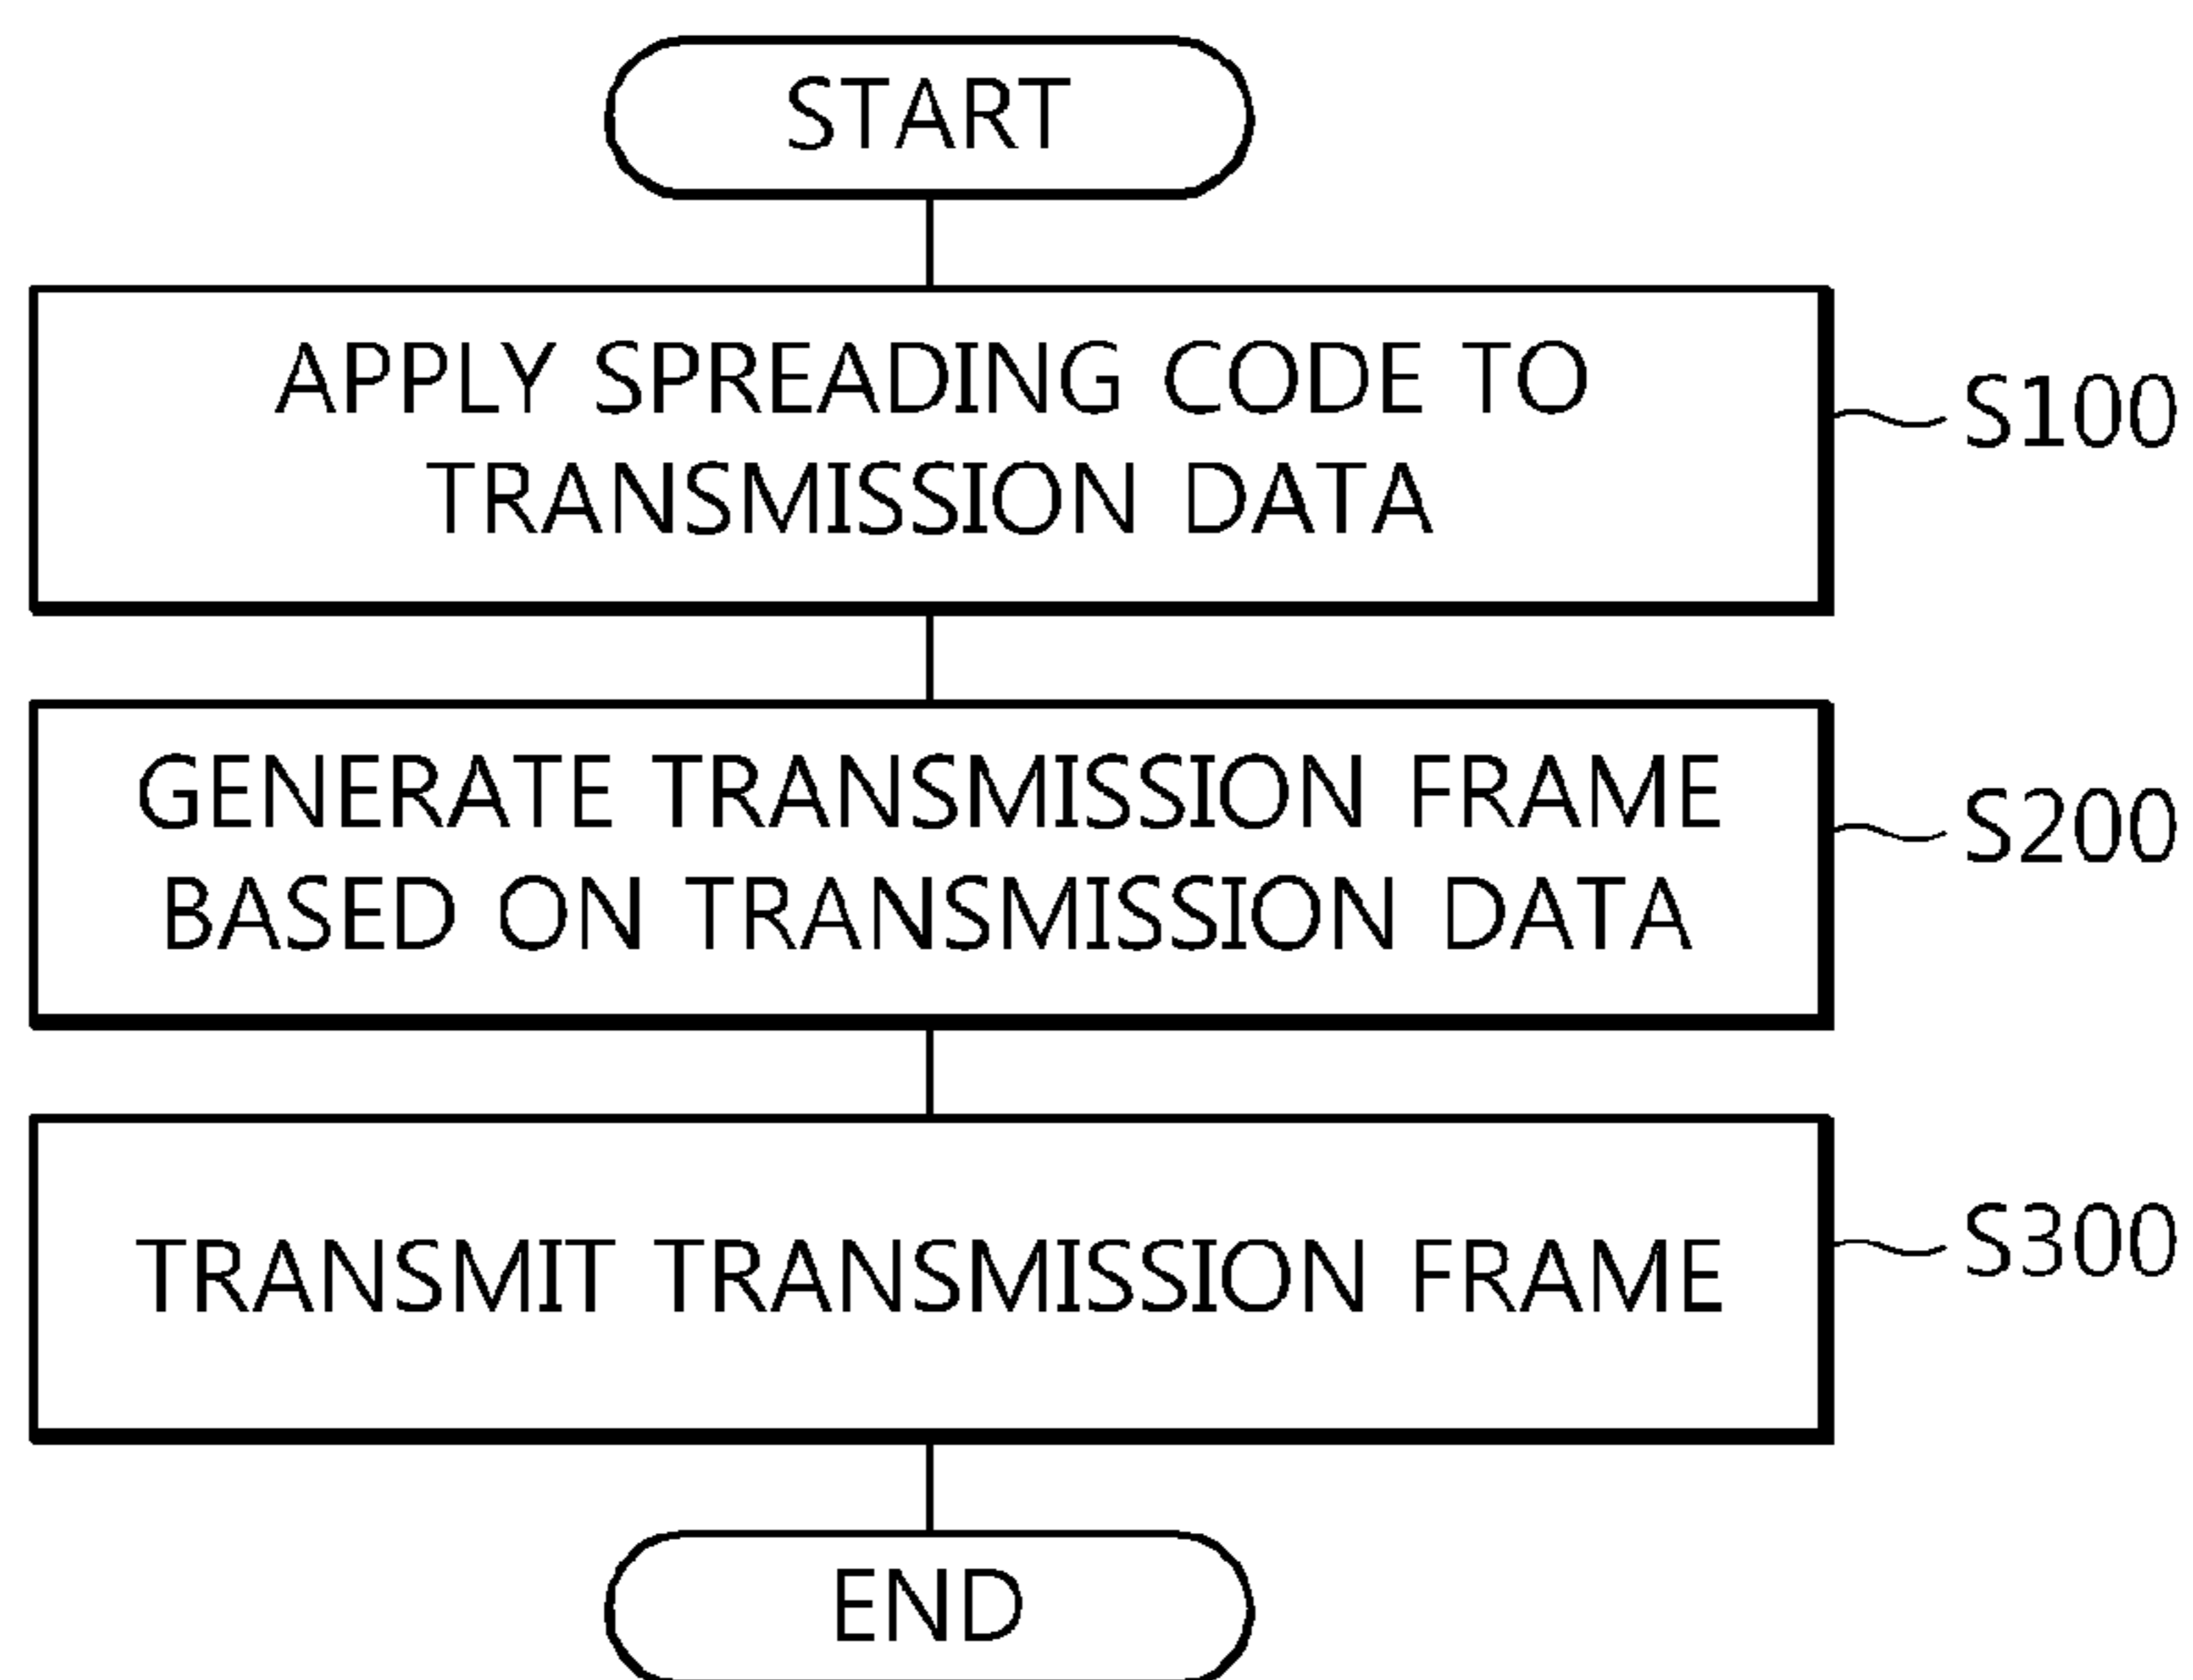 START
APPLY SPREADING CODE TO
TRANSMISSION DATA
S100
GENERATE TRANSMISSION FRAME
BASED ON TRANSMISSION DATA
S200
TRANSMIT TRANSMISSION FRAME
S300
END